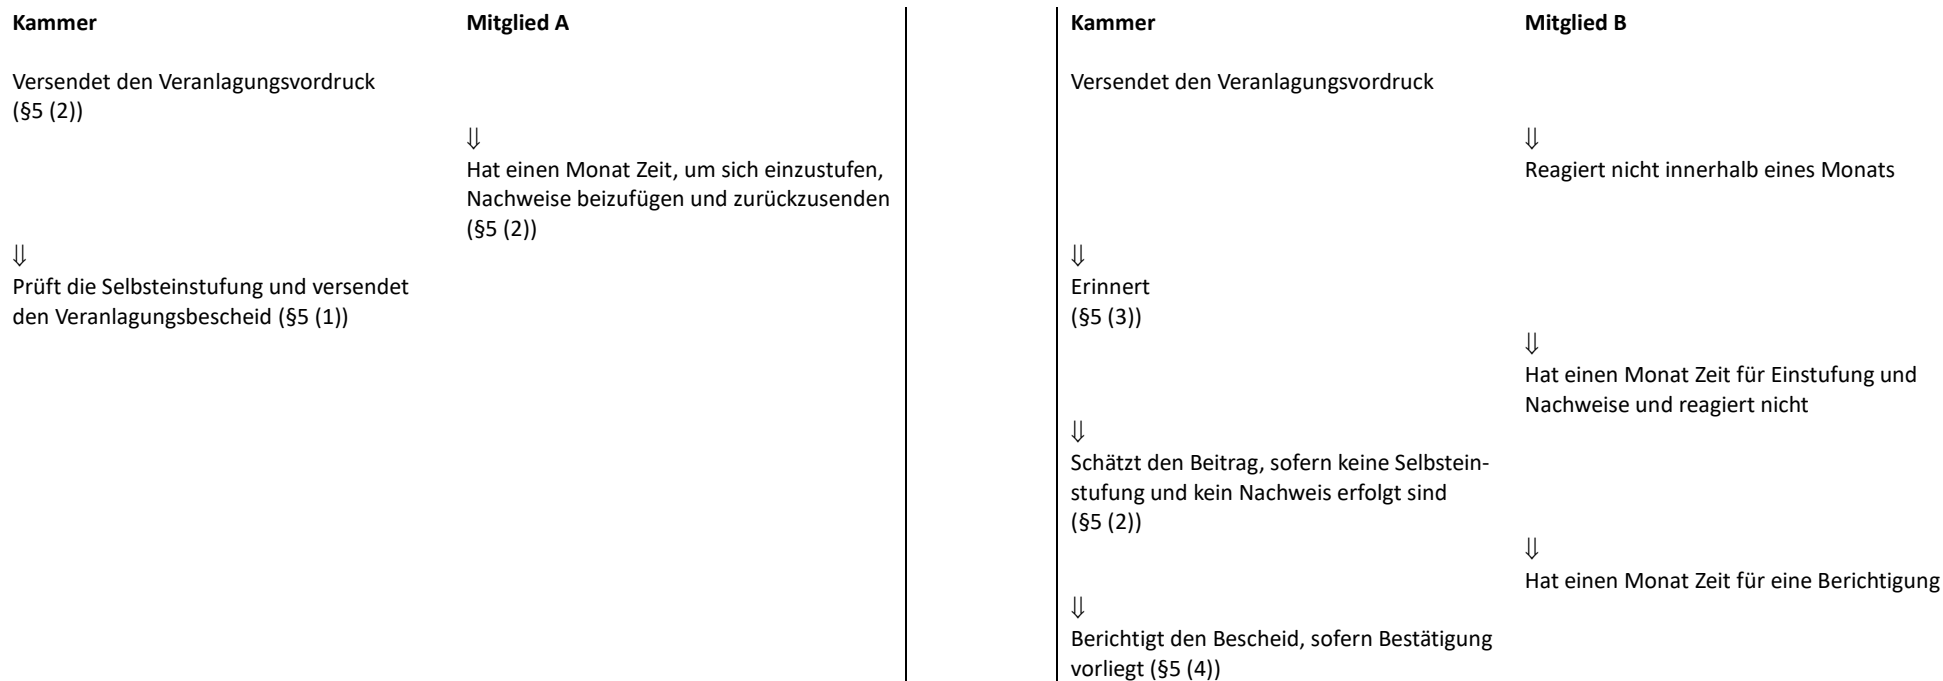 Kammer
Mitglied A
Versendet den Veranlagungsvordruck
(§5 (2))
⇓
Hat einen Monat Zeit, um sich einzustufen,
Nachweise beizufügen und zurückzusenden
(§5 (2))
⇓
Prüft die Selbsteinstufung und versendet
den Veranlagungsbescheid (§5 (1))
Kammer
Mitglied B
Versendet den Veranlagungsvordruck
⇓
Reagiert nicht innerhalb eines Monats
⇓
Erinnert
(§5 (3))
⇓
Hat einen Monat Zeit für Einstufung und
Nachweise und reagiert nicht
⇓
Schätzt den Beitrag, sofern keine Selbstein-
stufung und kein Nachweis erfolgt sind
(§5 (2))
⇓
Hat einen Monat Zeit für eine Berichtigung
⇓
Berichtigt den Bescheid, sofern Bestätigung
vorliegt (§5 (4))